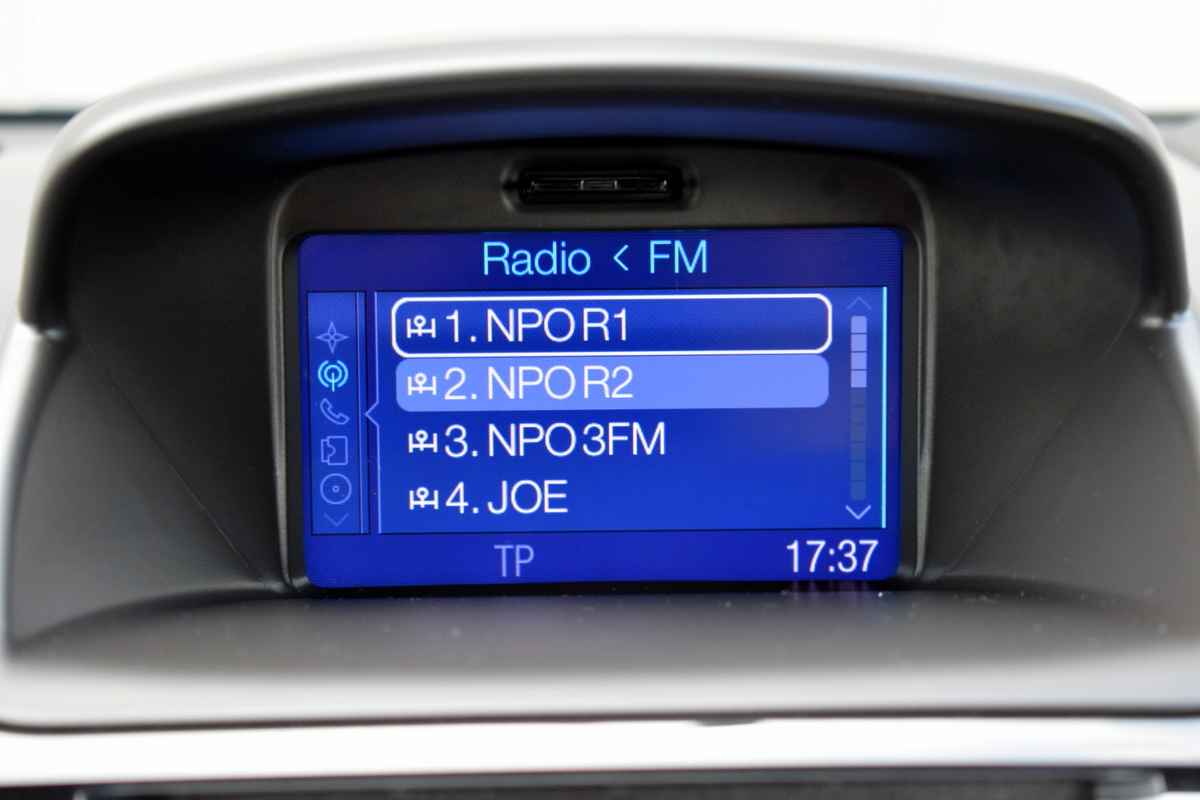 Radio < FM
1. NPO R1
2. NPO R2
3. NPO 3FM
4. JOE
TP 17:37